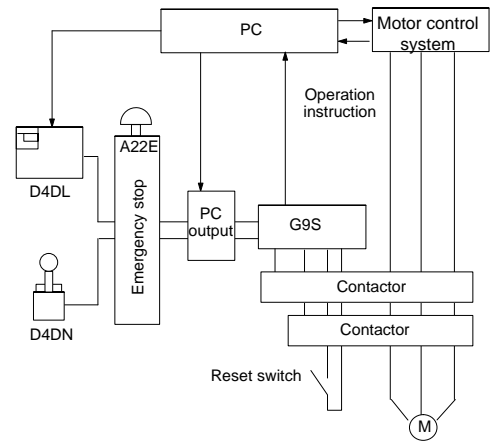 PC
Motor control
system
Operation
instruction
A22E
D4DL
Emergency stop
PC
output
G9S
D4DN
Contactor
Contactor
Reset switch
M